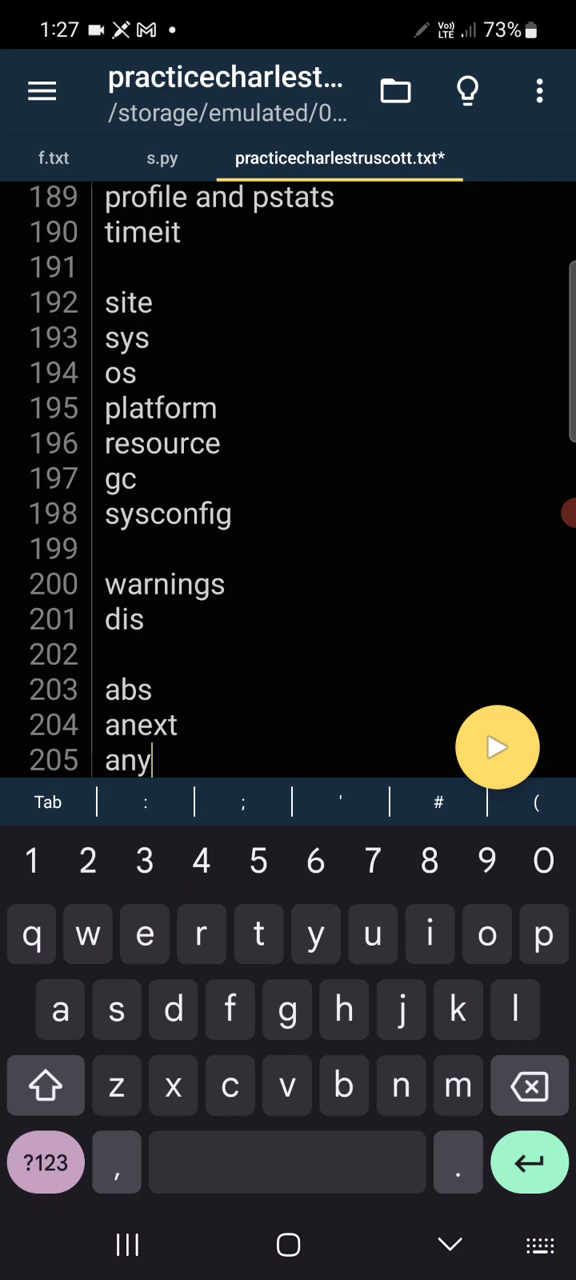 1:27 Vo)) LTE 73%
practicecharlest...
/storage/emulated/0...
f.txt s.py practicecharlestruscott.txt*
189 profile and pstats
190 timeit
191
192 site
193 sys
194 os
195 platform
196 resource
197 gc
198 sysconfig
199
200 warnings
201 dis
202
203 abs
204 anext
205 any
Tab : ; ' # (
1 2 3 4 5 6 7 8 9 0
q w e r t y u i o p
a s d f g h j k l
z x c v b n m
?123 , .